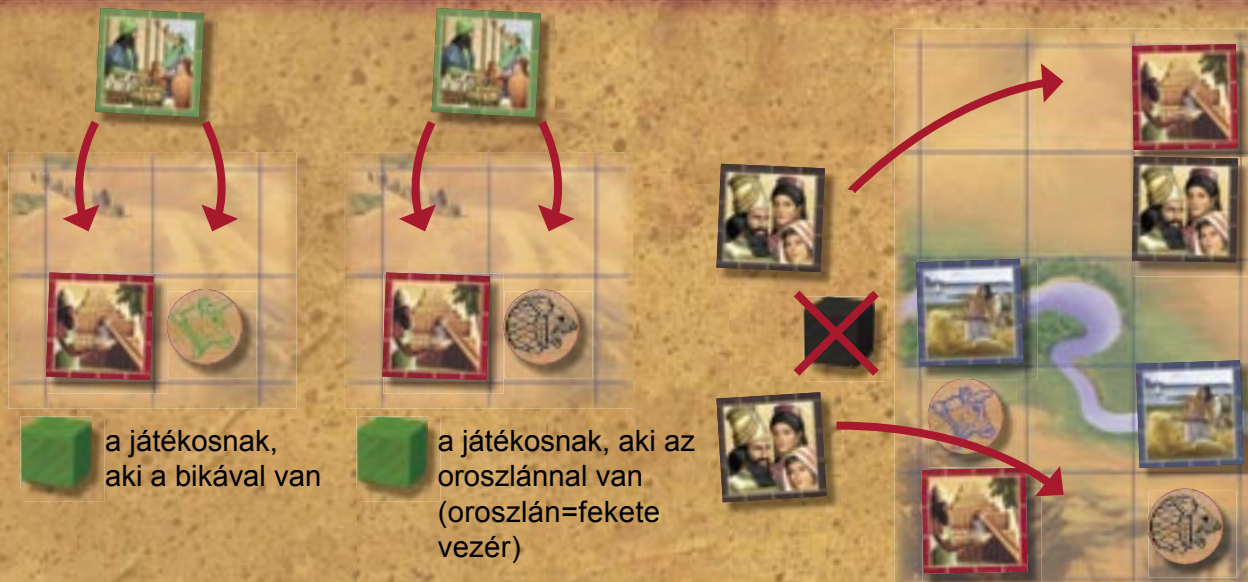 a játékosnak,
aki a bikával van
a játékosnak, aki az
oroszlánnal van
(oroszlán=fekete
vezér)